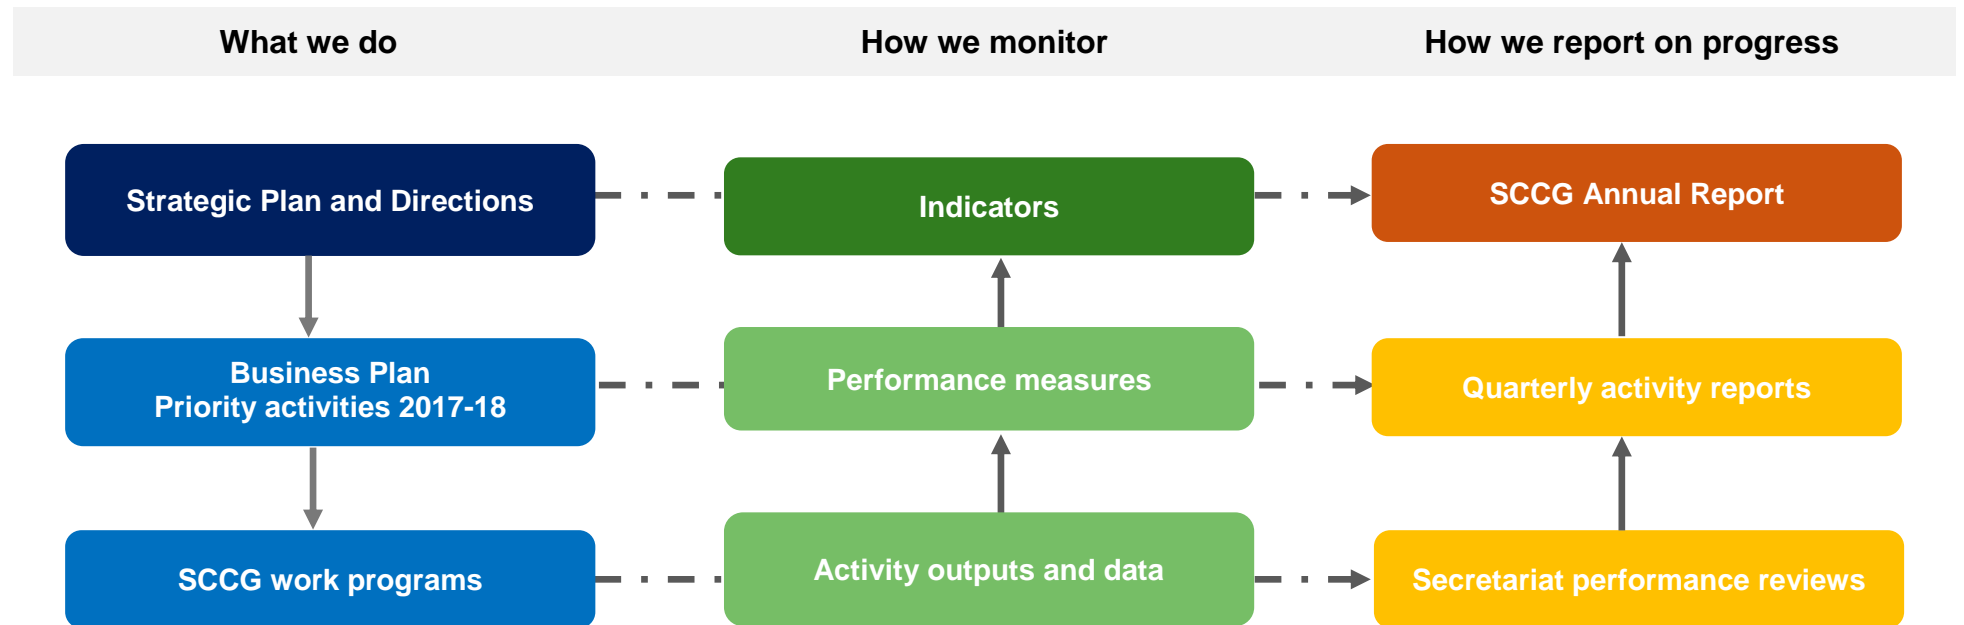 What we do
How we monitor
How we report on progress
Strategic Plan and Directions
Indicators
SCCG Annual Report
Business Plan
Priority activities 2017-18
Performance measures
Quarterly activity reports
SCCG work programs
Activity outputs and data
Secretariat performance reviews